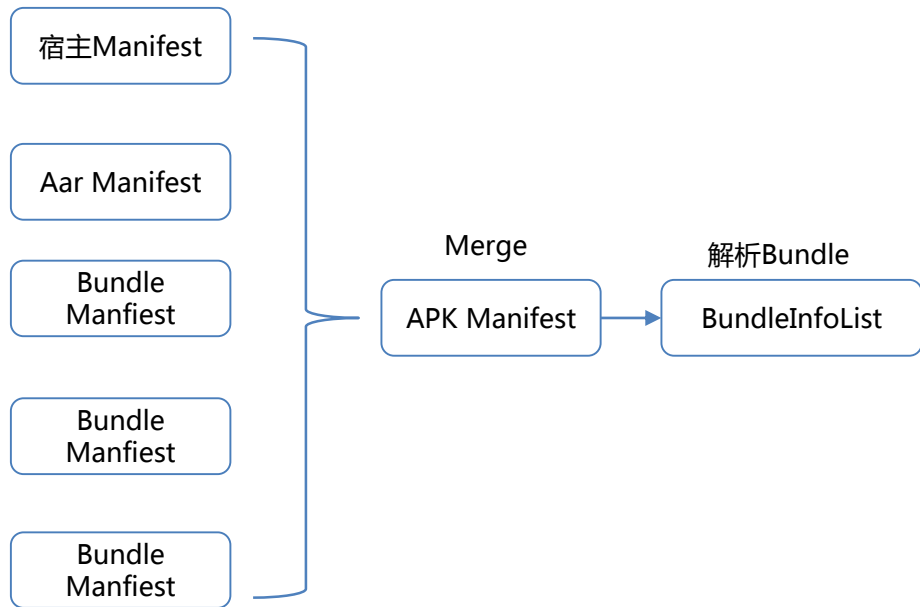 宿主Manifest
Aar Manifest
Bundle
Manfiest
Bundle
Manfiest
Bundle
Manfiest
Merge
APK Manifest
解析Bundle
BundleInfoList